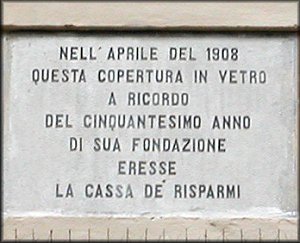 NELL'APRILE DEL 1908
QUESTA COPERTURA IN VETRO
A RICORDO
DEL CINQUANTESIMO ANNO
DI SUA FONDAZIONE
ERESSE
LA CASSA DE' RISPARMI